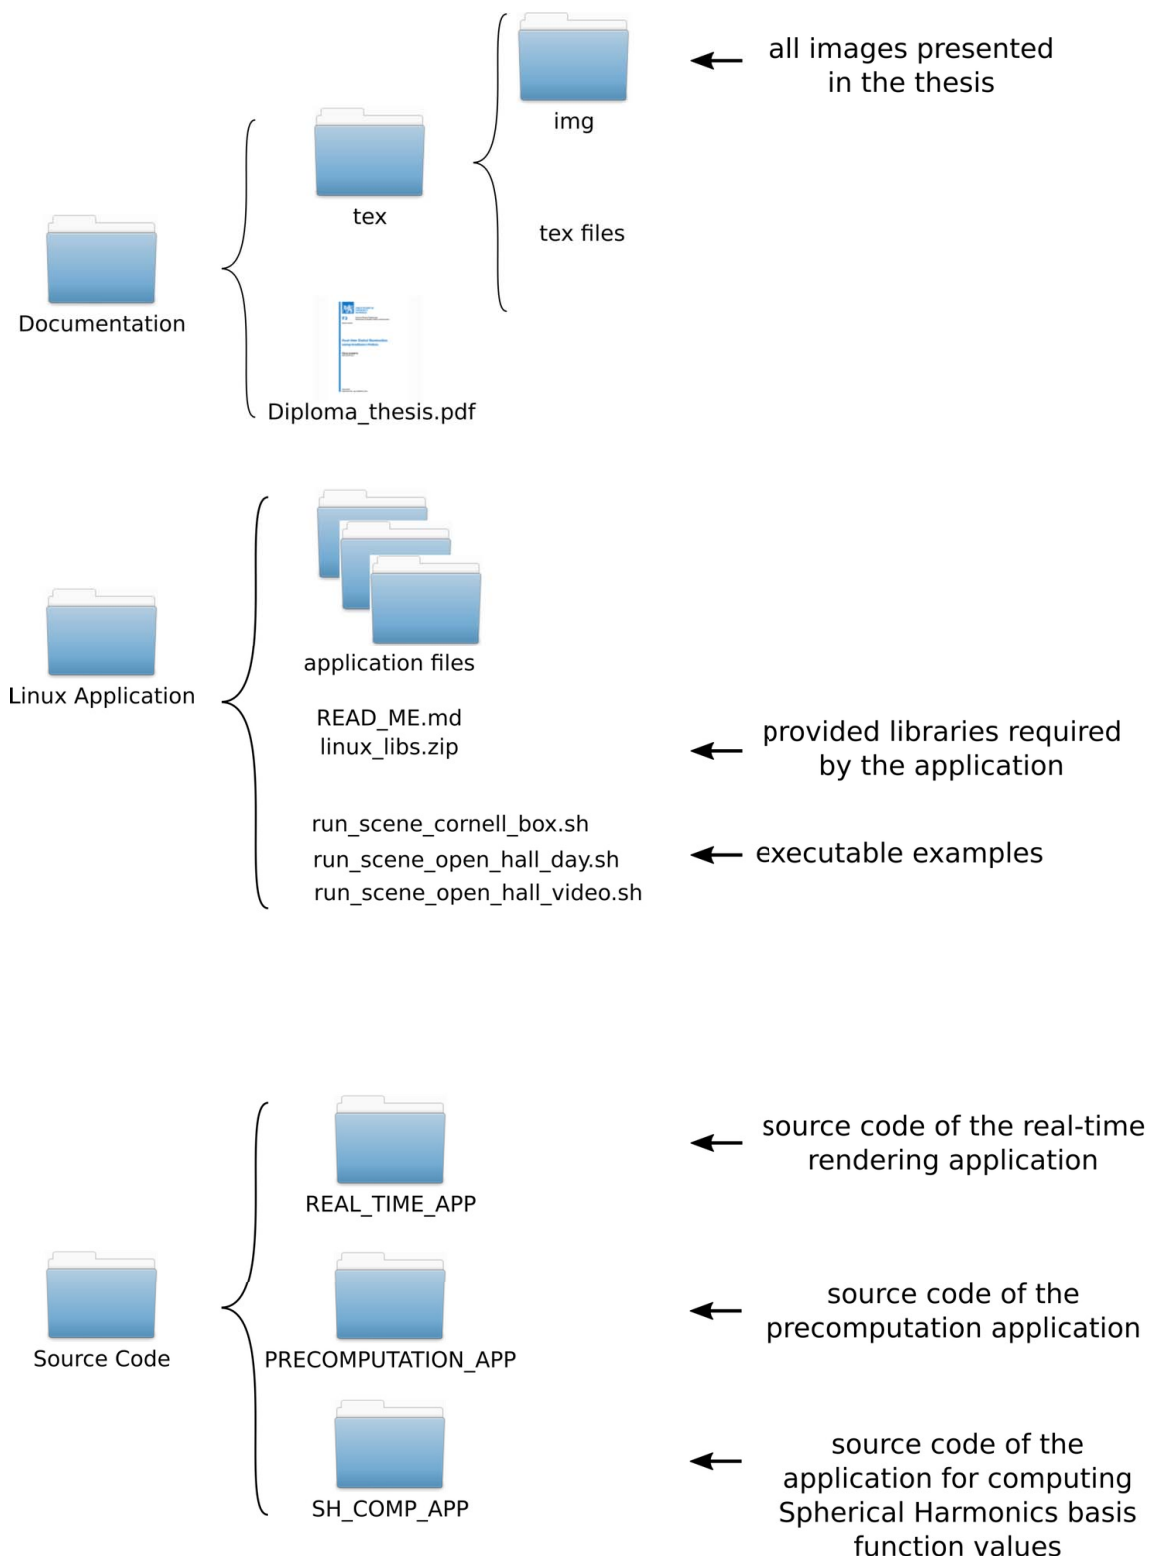 all images presented
in the thesis
img
tex
tex files
Documentation
Diploma_thesis.pdf
application files
Linux Application
READ_ME.md
linux_libs.zip
provided libraries required
by the application
run_scene_cornell_box.sh
run_scene_open_hall_day.sh
executable examples
run_scene_open_hall_video.sh
source code of the real-time
rendering application
REAL_TIME_APP
source code of the
precomputation application
Source Code
PRECOMPUTATION_APP
source code of the
application for computing
Spherical Harmonics basis
function values
SH_COMP_APP